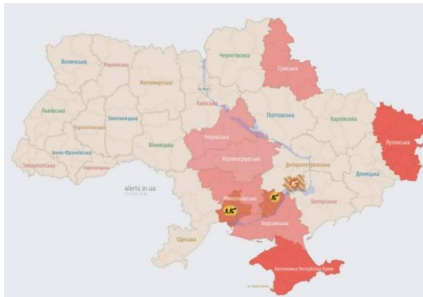 Чернігівська
Сумська
Волинська
Рівненська
Житомирська
Київська
Львівська
Тернопільська
Хмельницька
Вінницька
Черкаська
Полтавська
Харківська
Луганська
Івано-Франківська
Закарпатська
Чернівецька
Кіровоградська
Дніпропетровська
Донецька
alerts.in.ua
Миколаївська
Запорізька
Одеська
Херсонська
Автономна Республіка Крим